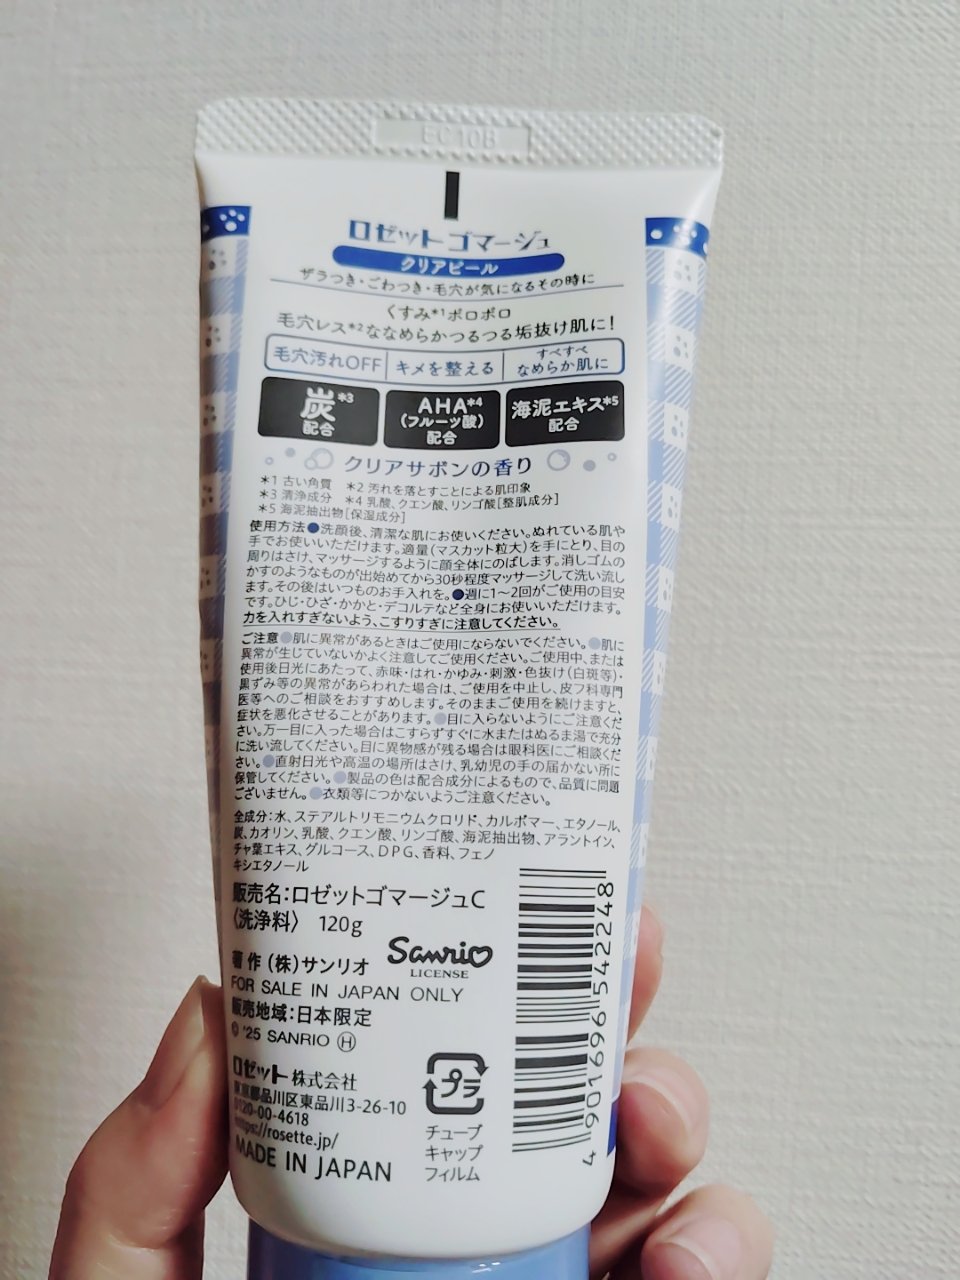 EC10B
ロゼットゴマージュ
クリアピール
ザラつき・ごわつき・毛穴が気になるその時に
くすみ*1ポロポロ
毛穴レス*2ななめらかつるつる垢抜け肌に!
毛穴汚れOFF
キメを整える
すべすべ
なめらか肌に
炭*3
配合
AHA*4
(フルーツ酸)
配合
海泥エキス*5
配合
クリアサボンの香り
*1 古い角質 *2 汚れを落とすことによる肌印象
*3 清浄成分 *4 乳酸、クエン酸、リンゴ酸[整肌成分]
*5 海泥抽出物[保湿成分]
使用方法●洗顔後、清潔な肌にお使いください。ぬれている肌や
手でお使いいただけます。適量(マスカット粒大)を手にとり、目の
周りはさけ、マッサージするように顔全体にのばします。消しゴムの
かすのようなものが出始めてから30秒程度マッサージして洗い流し
ます。その後はいつものお手入れを。●週に1~2回がご使用の目安
です。ひじ・ひざ・かかと・デコルテなど全身にお使いいただけます。
力を入れすぎないよう、こすりすぎに注意してください。
ご注意●肌に異常があるときはご使用にならないでください。●肌に
異常が生じていないかよく注意してご使用ください。ご使用中、または
使用後日光にあたって、赤味・はれ・かゆみ・刺激・色抜け(白斑等)・
黒ずみ等の異常があらわれた場合は、ご使用を中止し、皮フ科専門
医等へのご相談をおすすめします。そのままご使用を続けますと、
症状を悪化させることがあります。●目に入らないようにご注意くだ
さい。万一目に入った場合はこすらずすぐに水またはぬるま湯で充分
に洗い流してください。目に異物感が残る場合は眼科医にご相談くだ
さい。●直射日光や高温の場所はさけ、乳幼児の手の届かない所に
保管してください。●製品の色は配合成分によるもので、品質に問題
ございません。●衣類等につかないようご注意ください。
全成分:水、ステアルトリモニウムクロリド、カルボマー、エタノール、
炭、カオリン、乳酸、クエン酸、リンゴ酸、海泥抽出物、アラントイン、
チャ葉エキス、グルコース、DPG、香料、フェノ
キシエタノール
販売名:ロゼットゴマージュC
〈洗浄料〉 120g
著作(株)サンリオ
Sanrio
LICENSE
FOR SALE IN JAPAN ONLY
販売地域:日本限定
© '25 SANRIO Ⓗ
ロゼット株式会社
東京都品川区東品川3-26-10
0120-00-4618
https://rosette.jp/
MADE IN JAPAN
プラ
チューブ
キャップ
フィルム
4901696542248